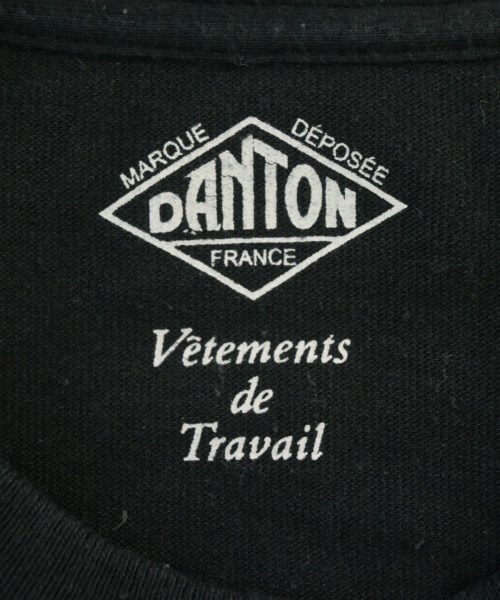 MARQUE DÉPOSÉE
DANTON
FRANCE
Vêtements
de
Travail